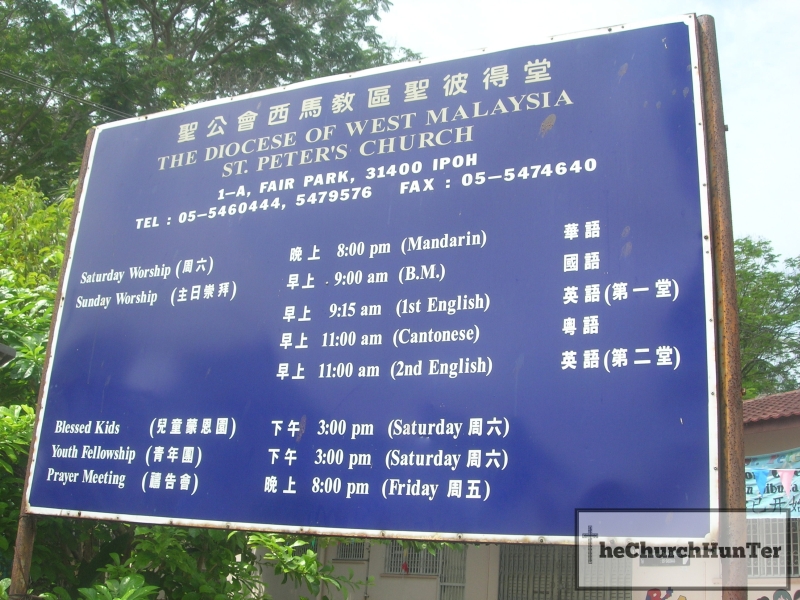 聖公會西馬教區聖彼得堂
THE DIOCESE OF WEST MALAYSIA
ST. PETER'S CHURCH
1-A, FAIR PARK, 31400 IPOH
TEL : 05-5460444, 5479576 FAX : 05-5474640
Saturday Worship (周六) 晚上 8:00 pm (Mandarin) 華語
Sunday Worship (主日崇拜) 早上 9:00 am (B.M.) 國語
早上 9:15 am (1st English) 英語 (第一堂)
早上 11:00 am (Cantonese) 粵語
早上 11:00 am (2nd English) 英語 (第二堂)
Blessed Kids (兒童蒙恩園) 下午 3:00 pm (Saturday 周六)
Youth Fellowship (青年團) 下午 3:00 pm (Saturday 周六)
Prayer Meeting (禱告會) 晚上 8:00 pm (Friday 周五)
已开始
theChurchHunTer